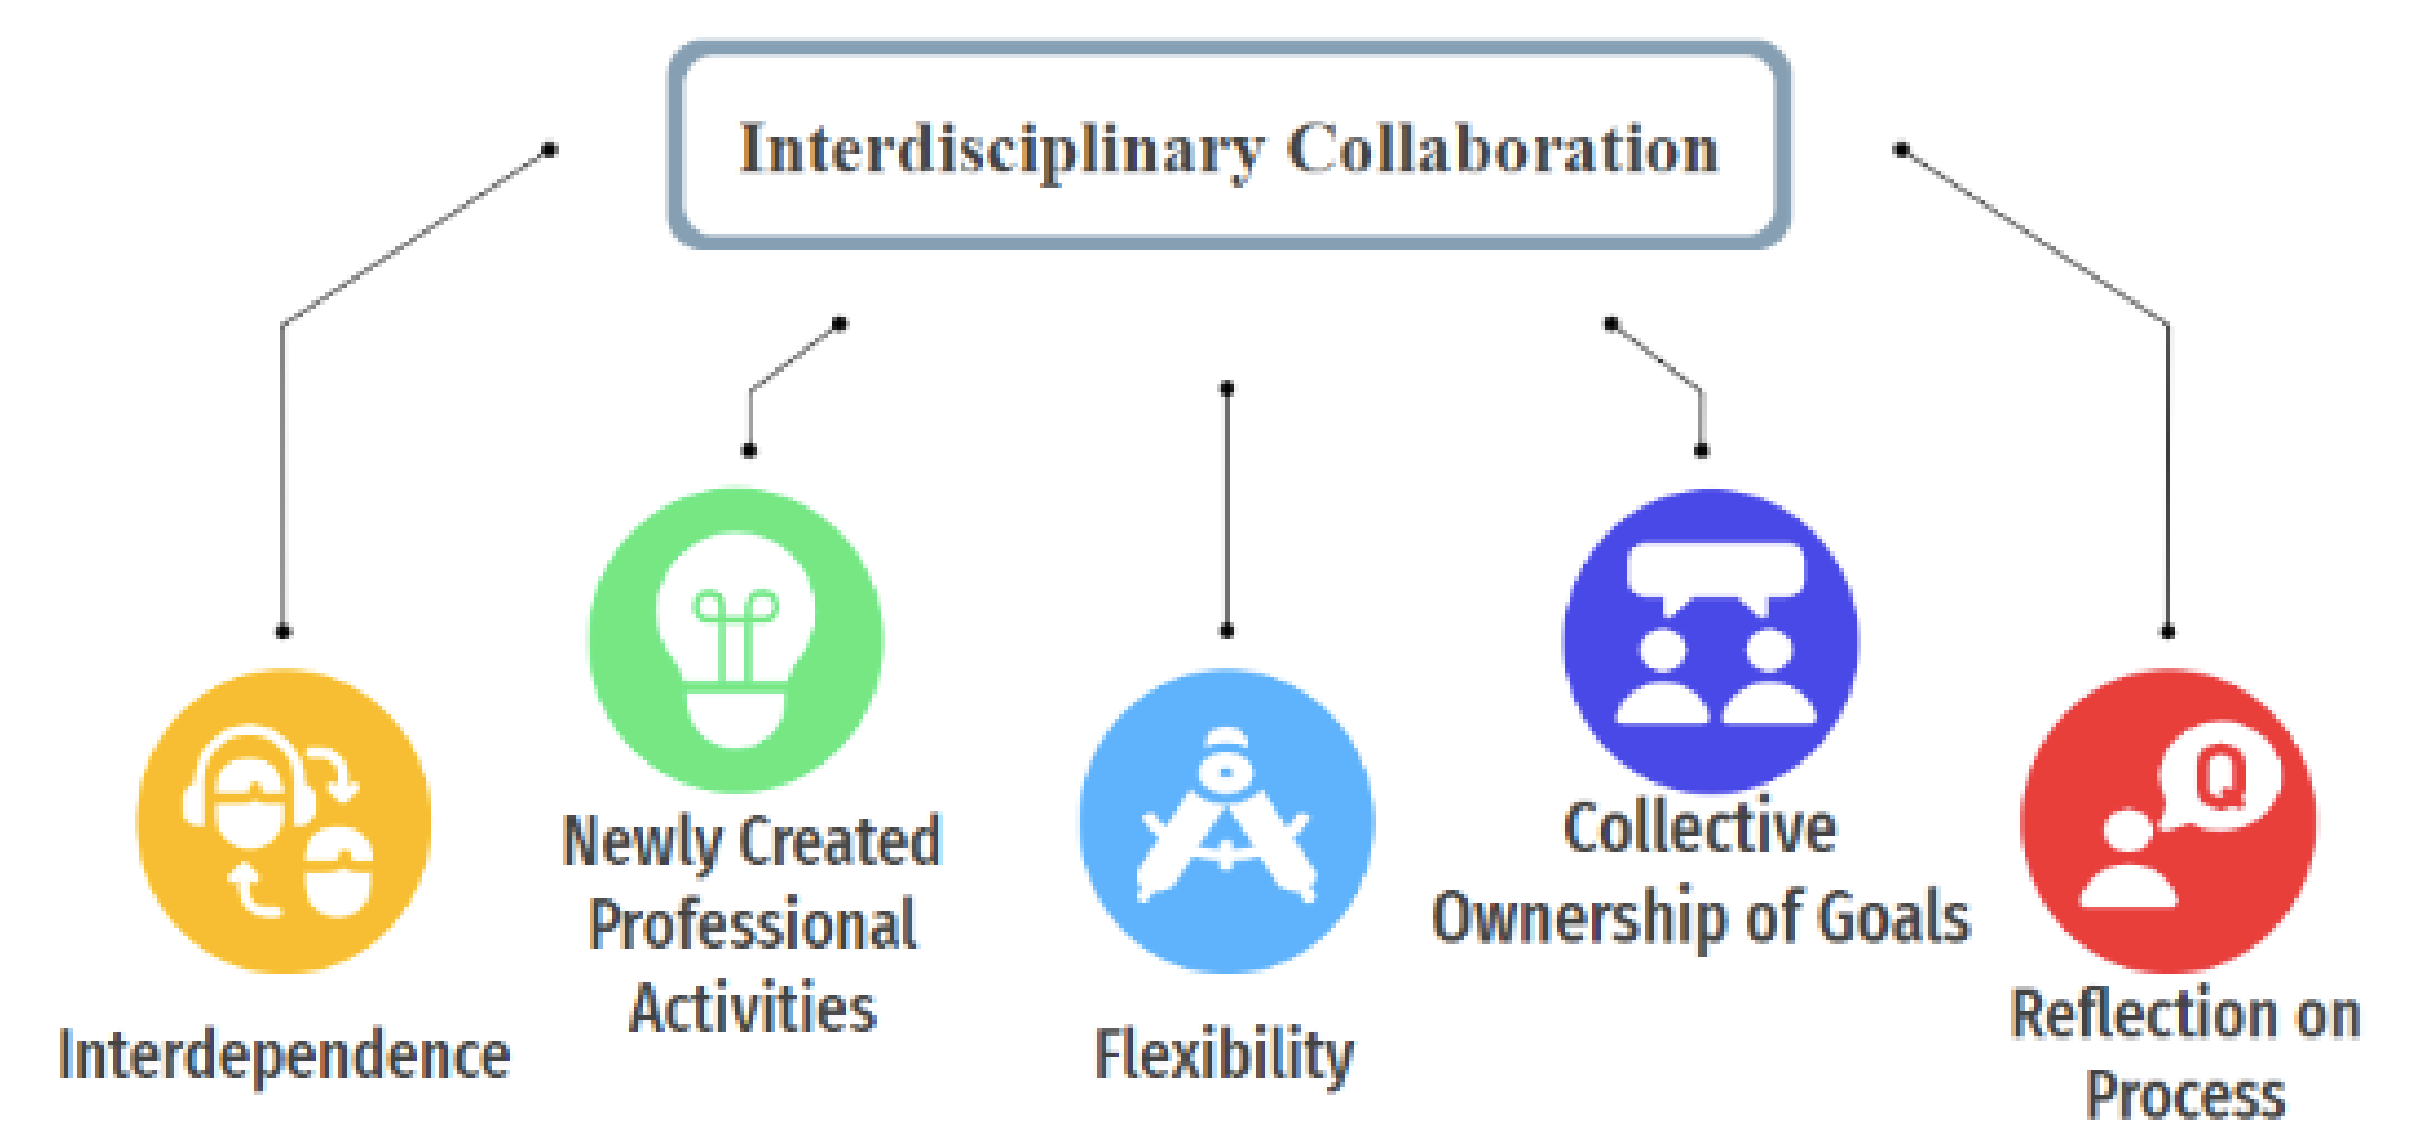 Interdisciplinary Collaboration
Interdependence
Newly Created
Professional
Activities
Flexibility
Collective
Ownership of Goals
Q
Reflection on
Process